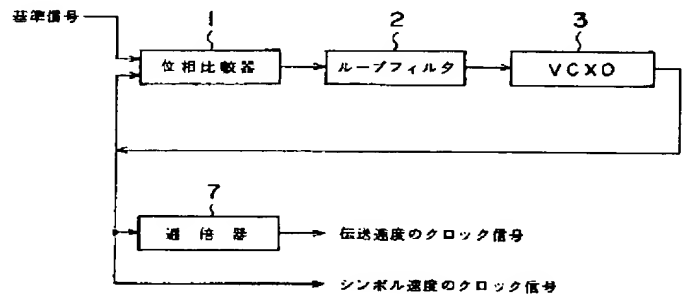 基準信号
1
位相比較器
2
ループフィルタ
3
VCXO
7
逓倍器
伝送速度のクロック信号
シンボル速度のクロック信号